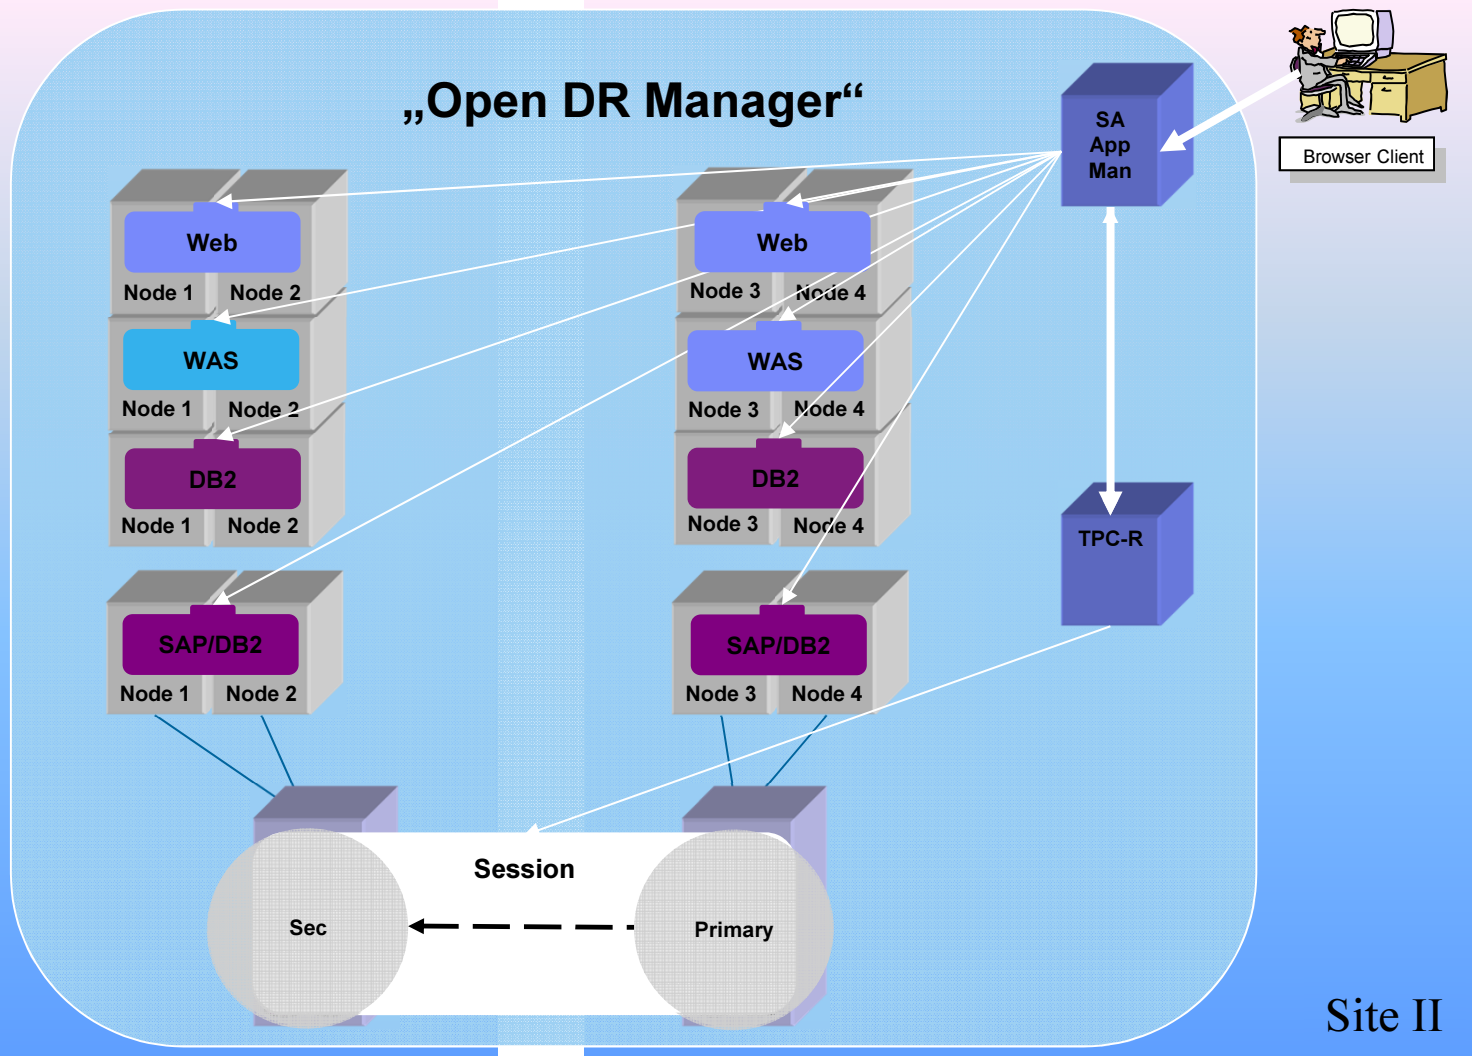 „Open DR Manager“
SA
App
Man
Browser Client
Web
Node 1 Node 2
WAS
Node 1 Node 2
DB2
Node 1 Node 2
SAP/DB2
Node 1 Node 2
Web
Node 3 Node 4
WAS
Node 3 Node 4
DB2
Node 3 Node 4
SAP/DB2
Node 3 Node 4
TPC-R
Session
Sec
Primary
Site II